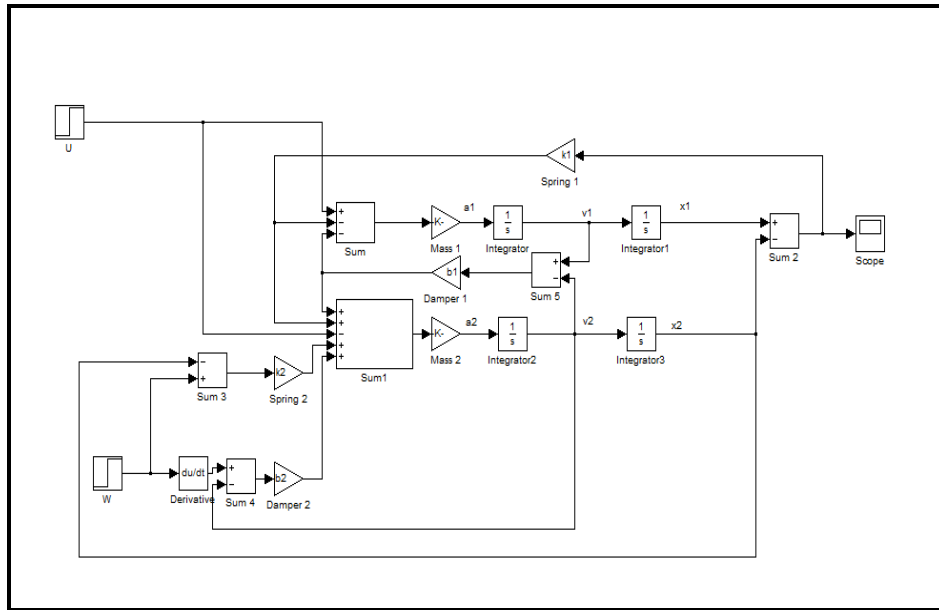 U
k1
Spring 1
+
−
−
Sum
K-
Mass 1
a1
1
s
Integrator
v1
1
s
Integrator1
x1
+
−
Sum 2
Scope
b1
Damper 1
+
−
Sum 5
+
+
−
+
+
Sum1
K-
Mass 2
a2
1
s
Integrator2
v2
1
s
Integrator3
x2
−
+
Sum 3
k2
Spring 2
W
du/dt
Derivative
+
−
Sum 4
b2
Damper 2